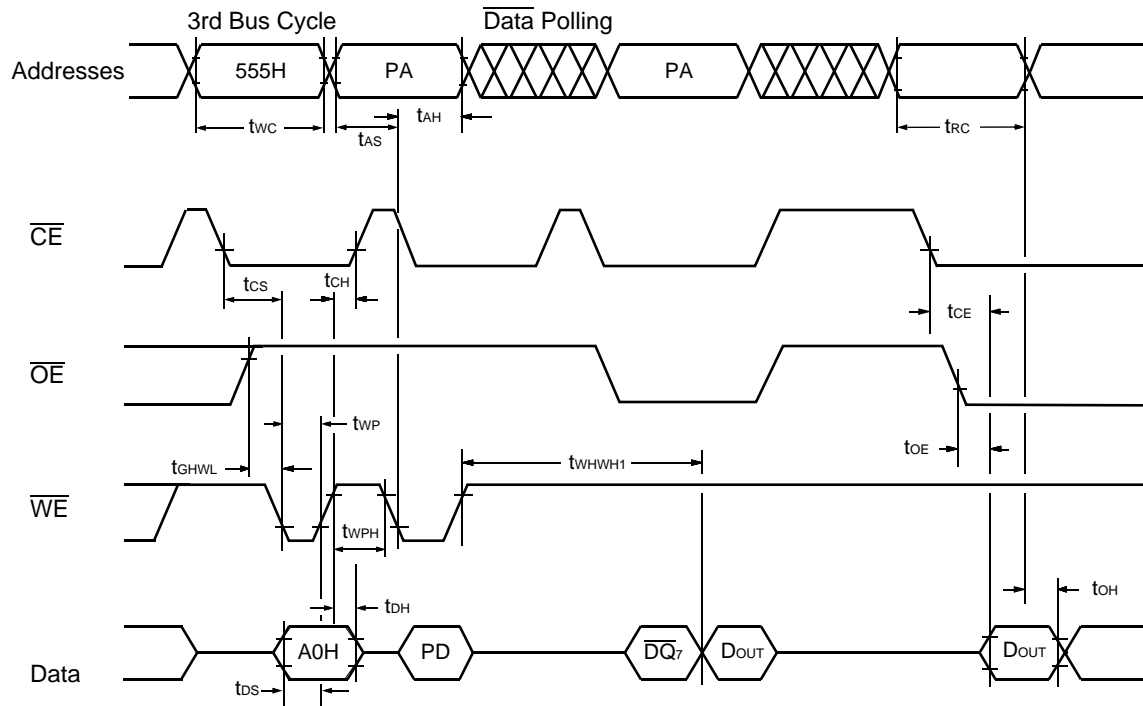 3rd Bus Cycle
Data Polling
Addresses
555H
PA
PA
tWC
tAS
tAH
tRC
CE
tCS
tCH
tCE
OE
tWP
tGHWL
tWHWH1
tOE
WE
tWPH
tDH
tOH
Data
A0H
PD
DQ7
DOUT
DOUT
tDS